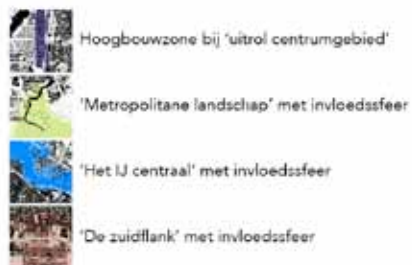 Hoogbouwzone bij 'uitrol centrumgebied'
'Metropolitane landschap' met invloedssfeer
'Het IJ centraal' met invloedssfeer
'De zuidflank' met invloedssfeer